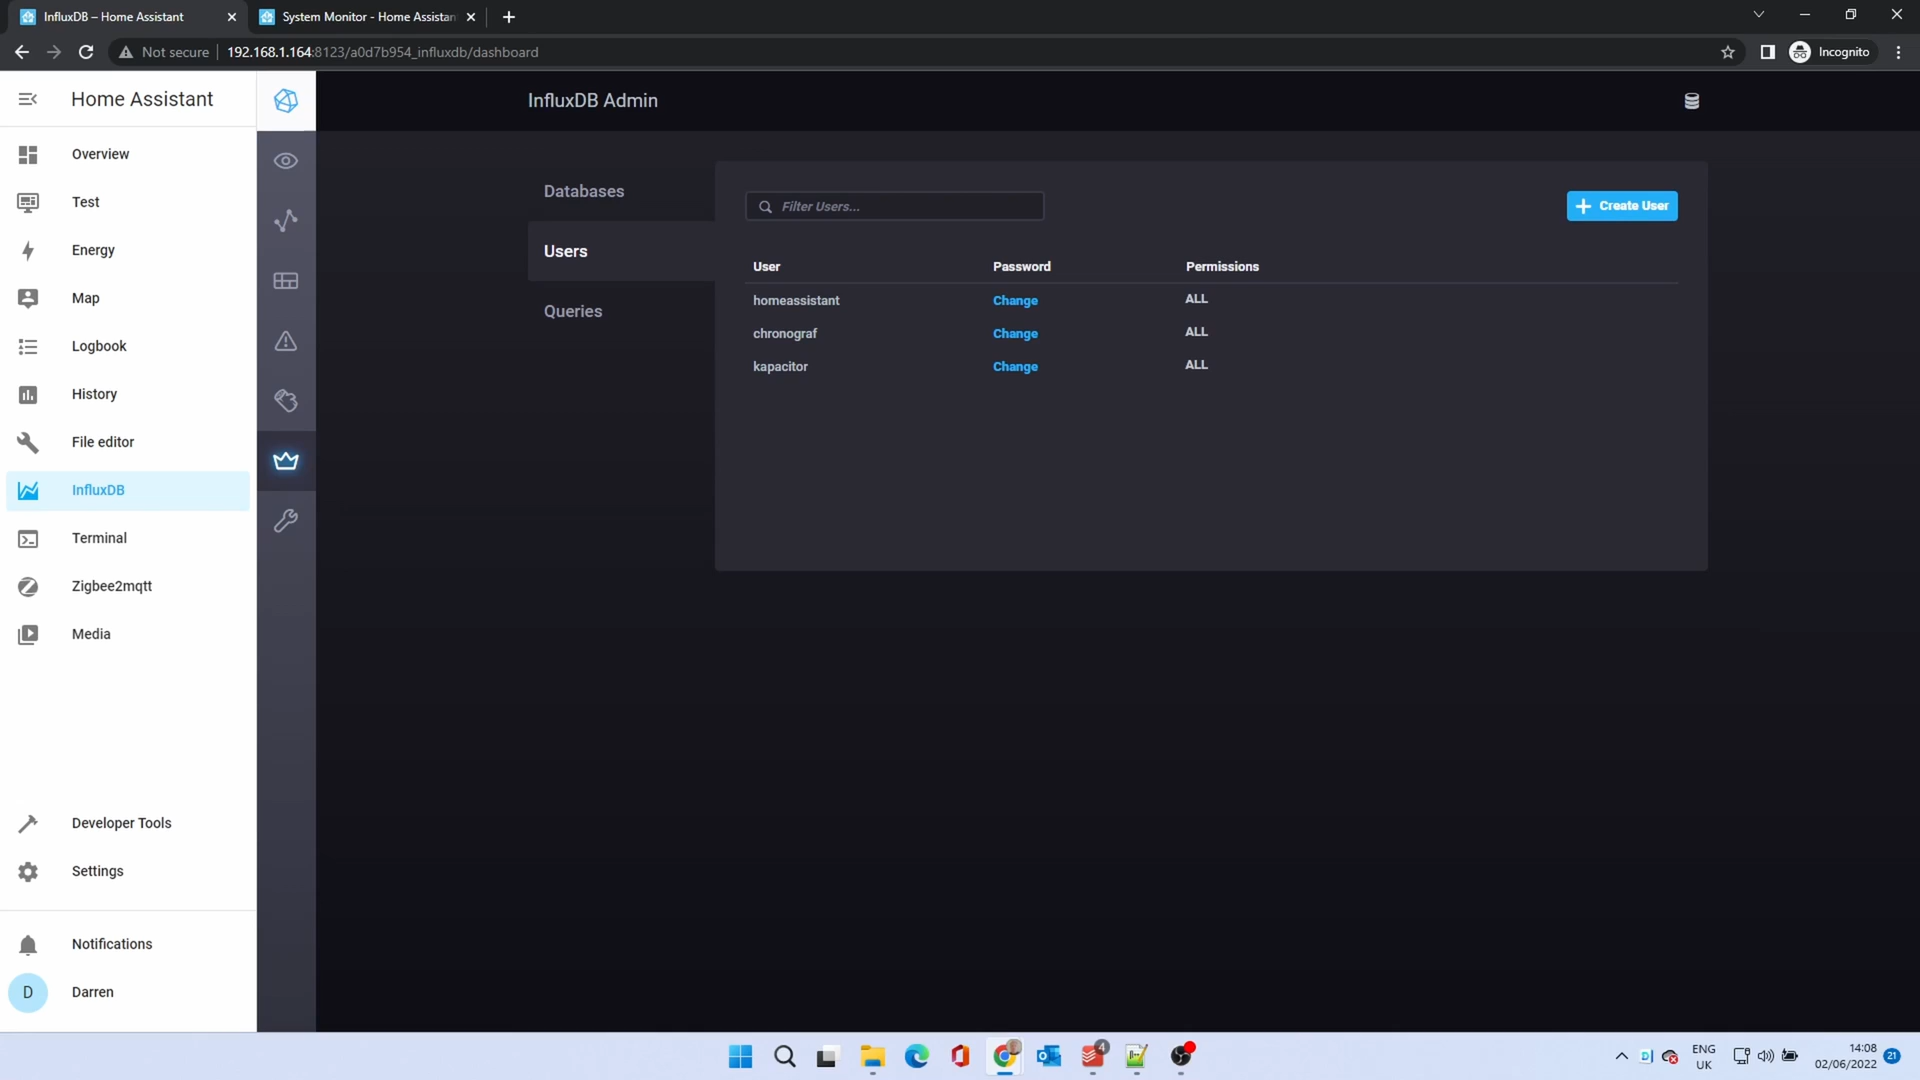 InfluxDB – Home Assistant
System Monitor - Home Assistan
Not secure
192.168.1.164:8123/a0d7b954_influxdb/dashboard
Incognito
Home Assistant
InfluxDB Admin
Overview
Test
Energy
Map
Logbook
History
File editor
InfluxDB
Terminal
Zigbee2mqtt
Media
Developer Tools
Settings
Notifications
D
Darren
Databases
Users
Queries
Filter Users...
Create User
User Password Permissions
homeassistant Change ALL
chronograf Change ALL
kapacitor Change ALL
4
ENG
UK
14:08
02/06/2022
21